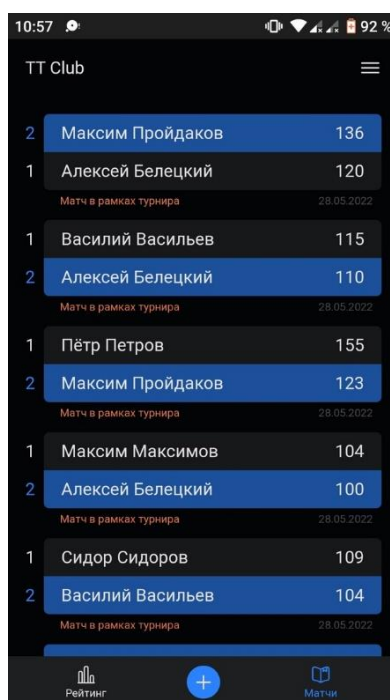 10:57 92 %
TT Club
2 Максим Пройдаков 136
1 Алексей Белецкий 120
Матч в рамках турнира 28.05.2022
1 Василий Васильев 115
2 Алексей Белецкий 110
Матч в рамках турнира 28.05.2022
1 Пётр Петров 155
2 Максим Пройдаков 123
Матч в рамках турнира 28.05.2022
1 Максим Максимов 104
2 Алексей Белецкий 100
Матч в рамках турнира 28.05.2022
1 Сидор Сидоров 109
2 Василий Васильев 104
Матч в рамках турнира 28.05.2022
Рейтинг Матчи